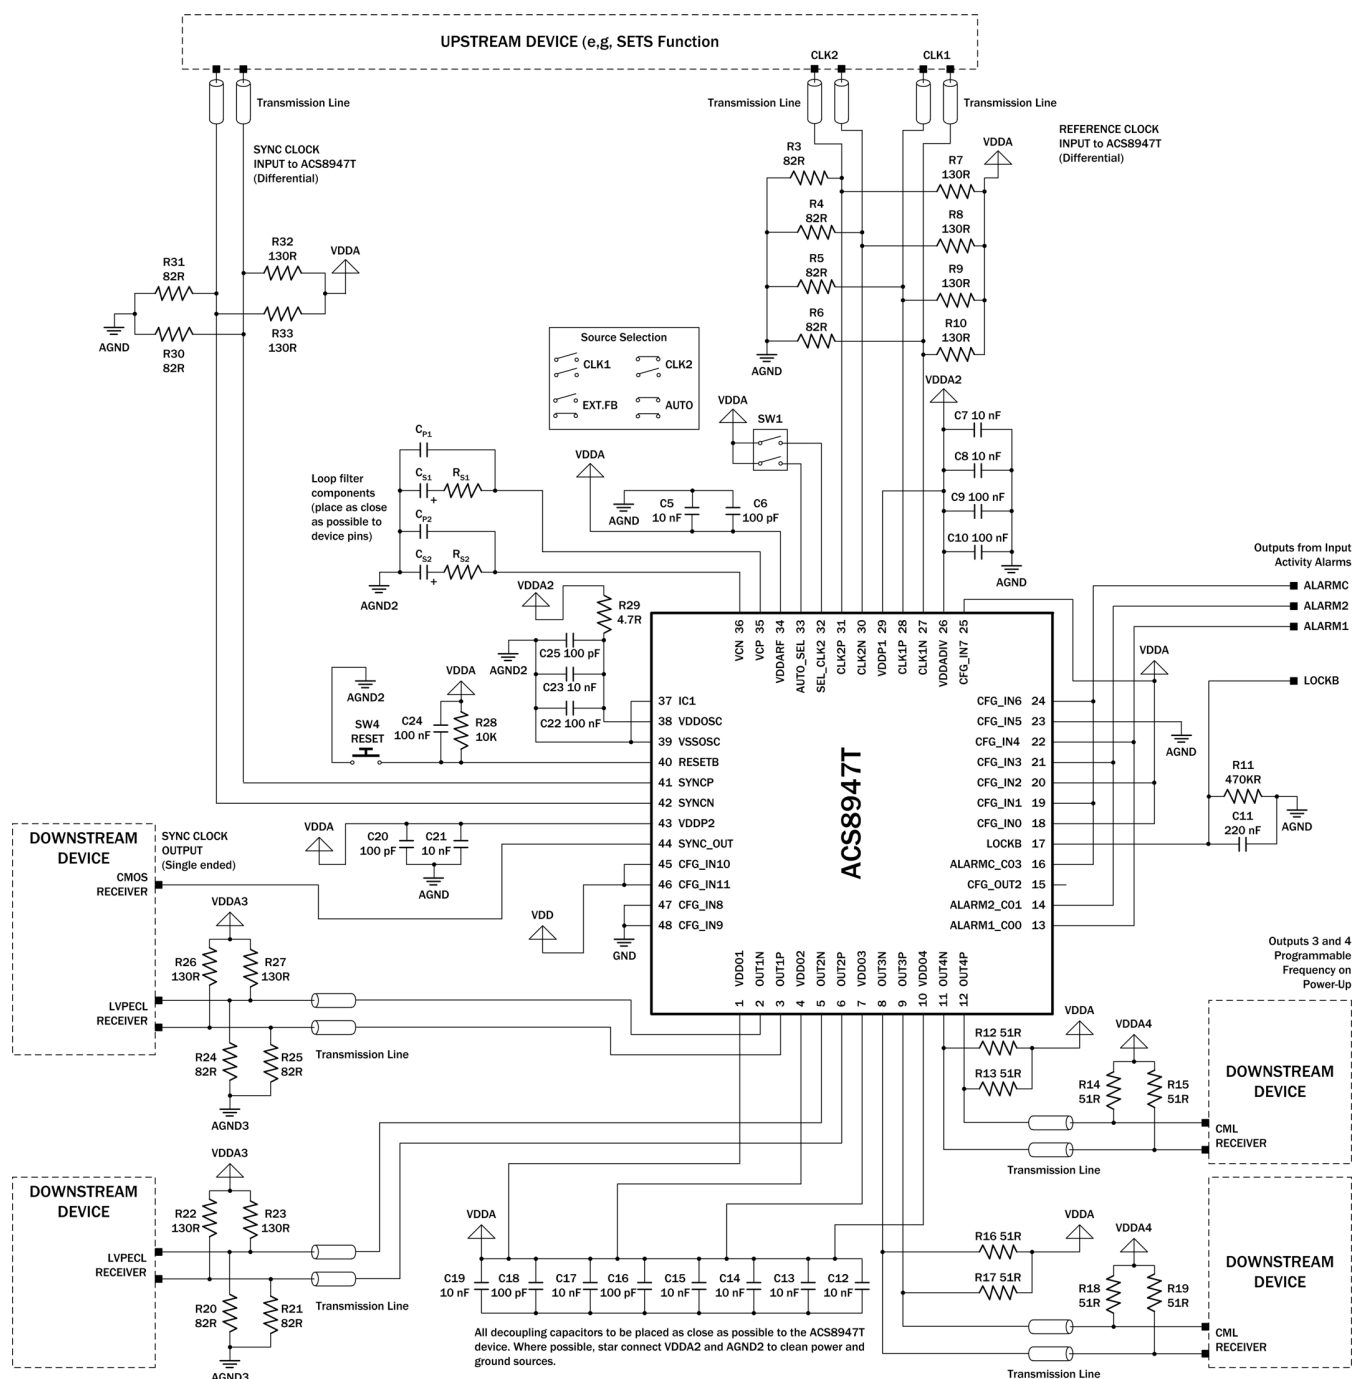 UPSTREAM DEVICE (e,g, SETS Function
CLK2
CLK1
Transmission Line
Transmission Line
Transmission Line
SYNC CLOCK
INPUT to ACS8947T
(Differential)
REFERENCE CLOCK
INPUT to ACS8947T
(Differential)
R3
82R
R4
82R
R5
82R
R6
82R
AGND
R7
130R
R8
130R
R9
130R
R10
130R
VDDA
R31
82R
R30
82R
AGND
R32
130R
R33
130R
VDDA
Source Selection
CLK1
CLK2
EXT.FB
AUTO
VDDA
SW1
VDDA2
C7 10 nF
C8 10 nF
C9 100 nF
C10 100 nF
AGND
Loop filter
components
(place as close
as possible to
device pins)
CP1
CS1
+
RS1
CP2
CS2
+
RS2
AGND2
VDDA
AGND
C5
10 nF
C6
100 pF
VDDA2
R29
4.7R
AGND2
C25 100 pF
C23 10 nF
C22 100 nF
AGND2
SW4
RESET
C24
100 nF
VDDA
R28
10K
Outputs from Input
Activity Alarms
ALARMC
ALARM2
ALARM1
LOCKB
VDDA
AGND
R11
470KR
C11
220 nF
AGND
ACS8947T
VCN 36
VCP 35
VDDARF 34
AUTO_SEL 33
SEL_CLK2 32
CLK2P 31
CLK2N 30
VDDP1 29
CLK1P 28
CLK1N 27
VDDADIV 26
CFG_IN7 25
37 IC1
38 VDDOSC
39 VSSOSC
40 RESETB
41 SYNCP
42 SYNCN
43 VDDP2
44 SYNC_OUT
45 CFG_IN10
46 CFG_IN11
47 CFG_IN8
48 CFG_IN9
CFG_IN6 24
CFG_IN5 23
CFG_IN4 22
CFG_IN3 21
CFG_IN2 20
CFG_IN1 19
CFG_IN0 18
LOCKB 17
ALARMC_CO3 16
CFG_OUT2 15
ALARM2_CO1 14
ALARM1_CO0 13
1 VDDO1
2 OUT1N
3 OUT1P
4 VDDO2
5 OUT2N
6 OUT2P
7 VDDO3
8 OUT3N
9 OUT3P
10 VDDO4
11 OUT4N
12 OUT4P
VDDA
C20
100 pF
C21
10 nF
AGND
VDD
GND
DOWNSTREAM
DEVICE
SYNC CLOCK
OUTPUT
(Single ended)
CMOS
RECEIVER
LVPECL
RECEIVER
VDDA3
R26
130R
R27
130R
R24
82R
R25
82R
AGND3
Transmission Line
DOWNSTREAM
DEVICE
LVPECL
RECEIVER
VDDA3
R22
130R
R23
130R
R20
82R
R21
82R
AGND3
Transmission Line
VDDA
C19
10 nF
C18
100 pF
C17
10 nF
C16
100 pF
C15
10 nF
C14
10 nF
C13
10 nF
C12
10 nF
All decoupling capacitors to be placed as close as possible to the ACS8947T
device. Where possible, star connect VDDA2 and AGND2 to clean power and
ground sources.
Outputs 3 and 4
Programmable
Frequency on
Power-Up
R12 51R
R13 51R
VDDA
VDDA4
R14
51R
R15
51R
DOWNSTREAM
DEVICE
CML
RECEIVER
Transmission Line
R16 51R
R17 51R
VDDA
VDDA4
R18
51R
R19
51R
DOWNSTREAM
DEVICE
CML
RECEIVER
Transmission Line